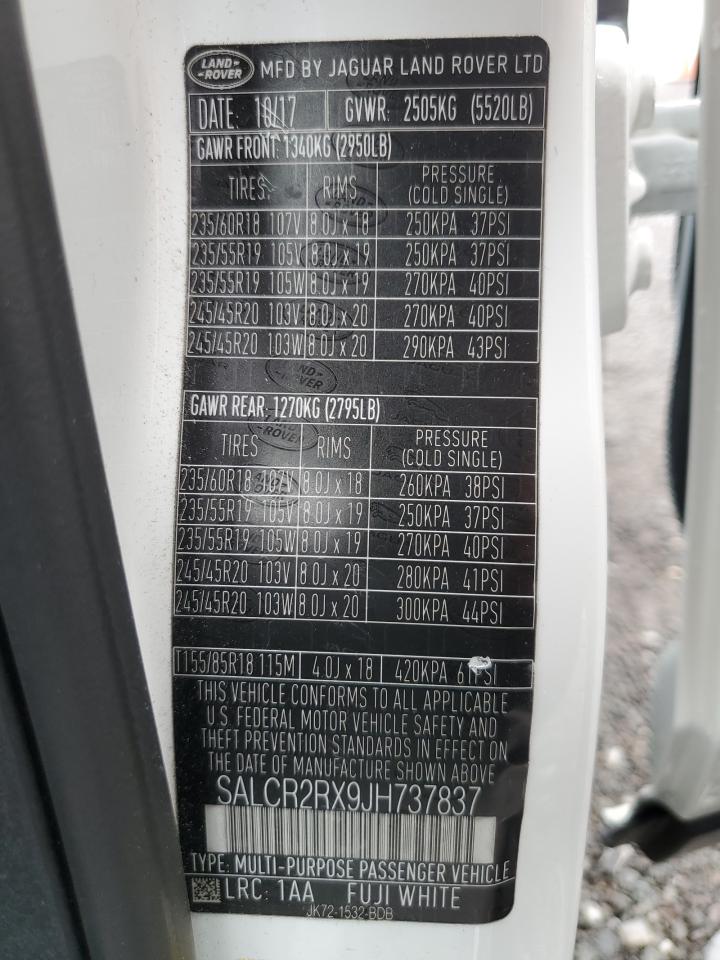 LAND ROVER MFD BY JAGUAR LAND ROVER LTD
DATE: 10/17 GVWR: 2505KG (5520LB)
GAWR FRONT: 1340KG (2950LB)
TIRES RIMS PRESSURE (COLD SINGLE)
235/60R18 107V 8.0J x 18 250KPA 37PSI
235/55R19 105V 8.0J x 19 250KPA 37PSI
235/55R19 105W 8.0J x 19 270KPA 40PSI
245/45R20 103V 8.0J x 20 270KPA 40PSI
245/45R20 103W 8.0J x 20 290KPA 43PSI
GAWR REAR: 1270KG (2795LB)
TIRES RIMS PRESSURE (COLD SINGLE)
235/60R18 107V 8.0J x 18 260KPA 38PSI
235/55R19 105V 8.0J x 19 250KPA 37PSI
235/55R19 105W 8.0J x 19 270KPA 40PSI
245/45R20 103V 8.0J x 20 280KPA 41PSI
245/45R20 103W 8.0J x 20 300KPA 44PSI
T155/85R18 115M 4.0J x 18 420KPA 61PSI
THIS VEHICLE CONFORMS TO ALL APPLICABLE
U.S. FEDERAL MOTOR VEHICLE SAFETY AND
THEFT PREVENTION STANDARDS IN EFFECT ON
THE DATE OF MANUFACTURE SHOWN ABOVE
SALCR2RX9JH737837
TYPE: MULTI-PURPOSE PASSENGER VEHICLE
LRC: 1AA FUJI WHITE
JK72-1532-BDB